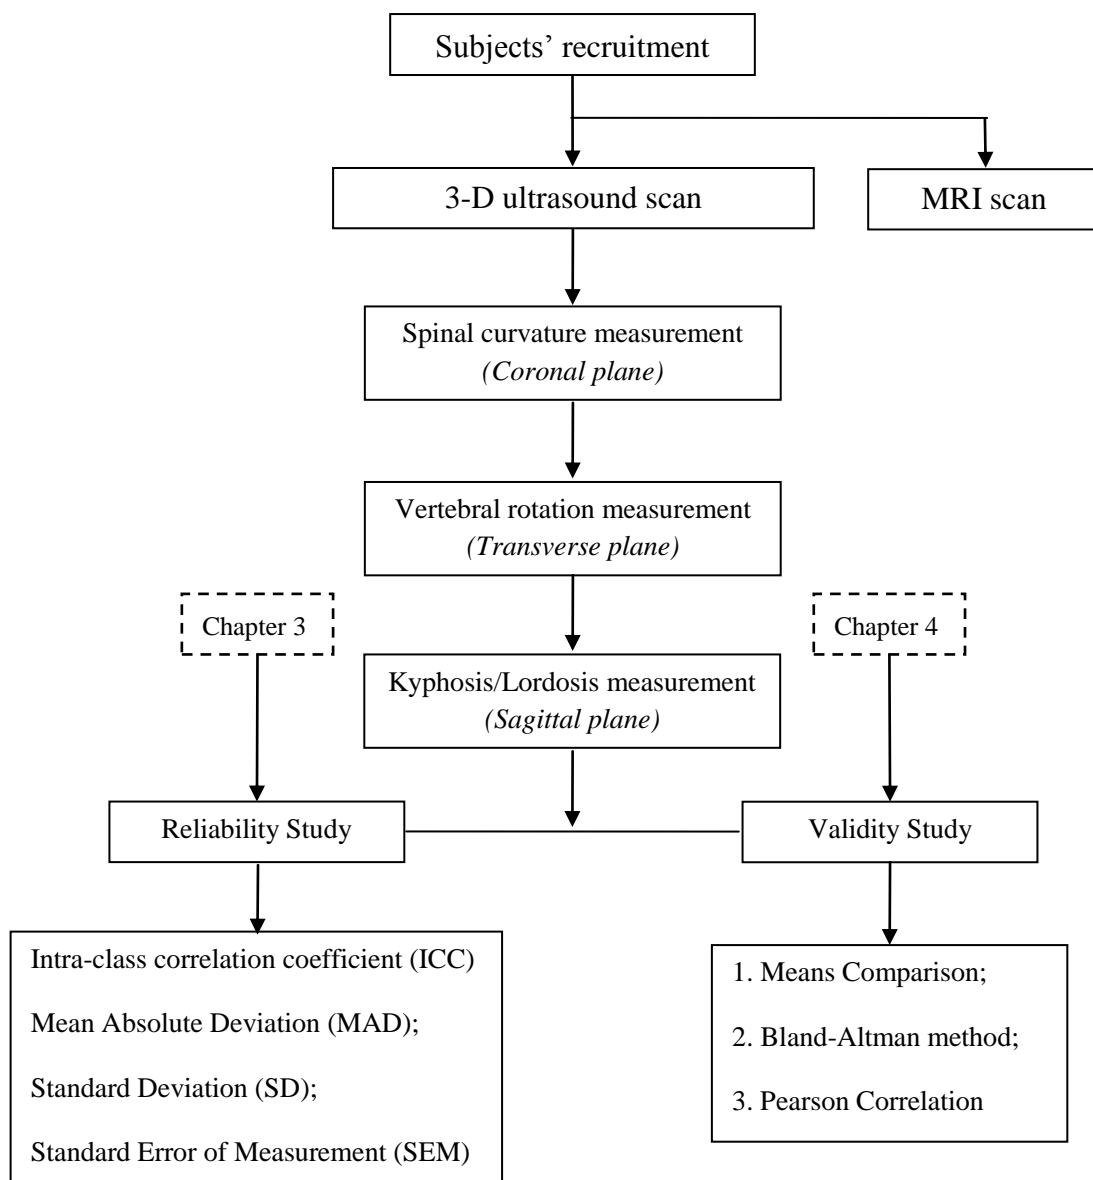 Subjects’ recruitment
3-D ultrasound scan
MRI scan
Spinal curvature measurement
(Coronal plane)
Vertebral rotation measurement
(Transverse plane)
Chapter 3
Chapter 4
Kyphosis/Lordosis measurement
(Sagittal plane)
Reliability Study
Validity Study
Intra-class correlation coefficient (ICC)
Mean Absolute Deviation (MAD);
Standard Deviation (SD);
Standard Error of Measurement (SEM)
1. Means Comparison;
2. Bland-Altman method;
3. Pearson Correlation